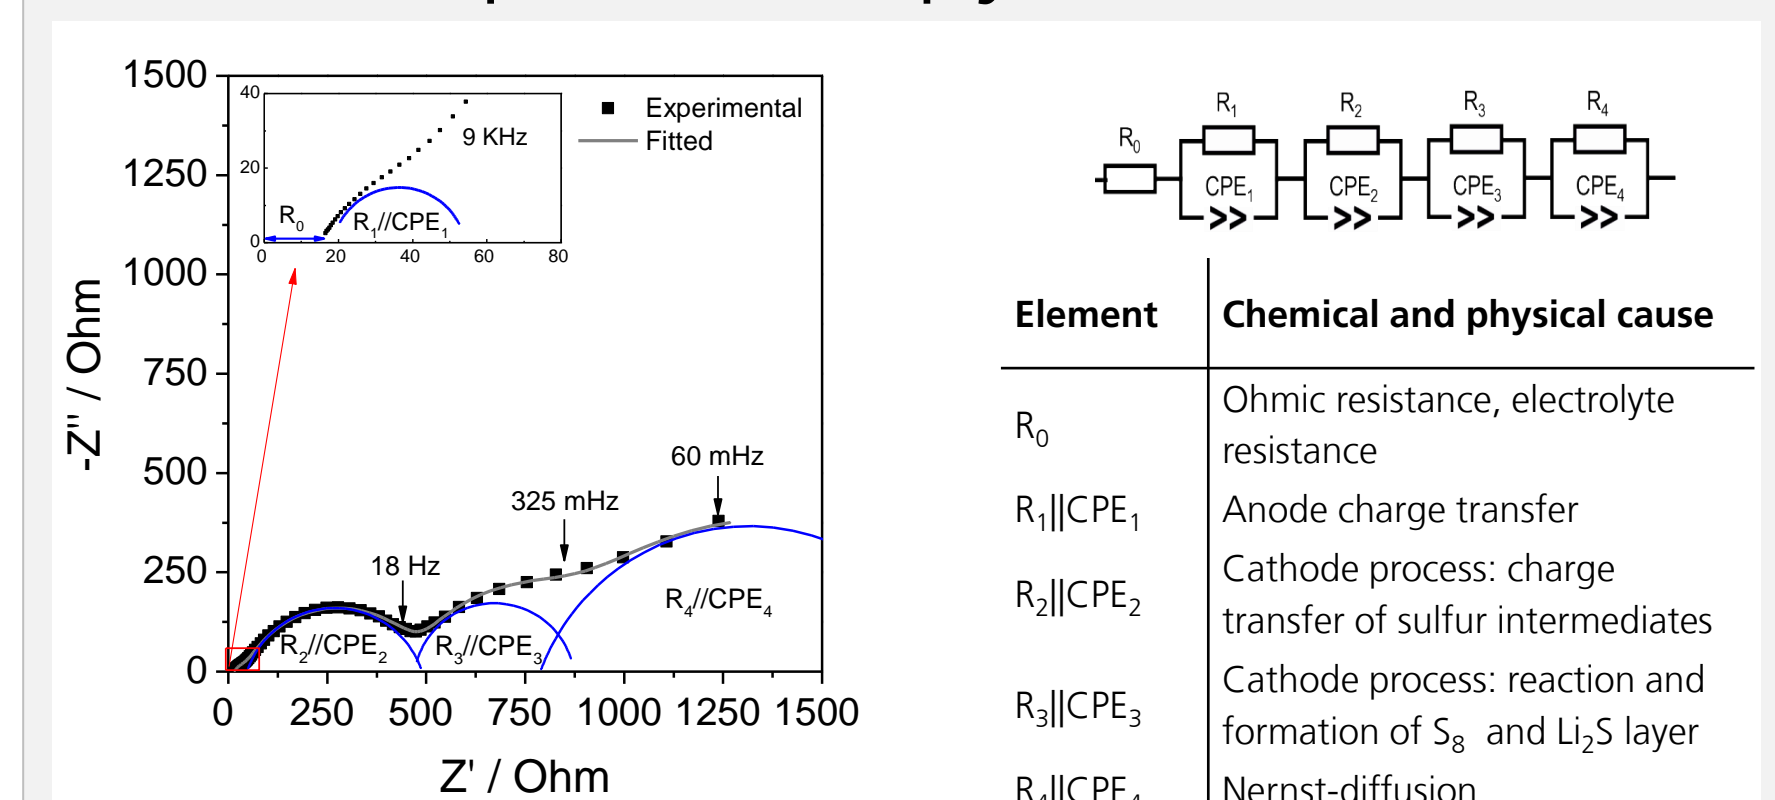 1500
1250
1000
750
500
250
0
-Z" / Ohm
0 250 500 750 1000 1250 1500
Z' / Ohm
Experimental
Fitted
40
20
0
0 20 40 60 80
9 KHz
R₀
R₁//CPE₁
60 mHz
325 mHz
18 Hz
R₂//CPE₂
R₃//CPE₃
R₄//CPE₄
R₀
R₁ R₂ R₃ R₄
CPE₁ CPE₂ CPE₃ CPE₄
Element Chemical and physical cause
R₀
Ohmic resistance, electrolyte
resistance
R₁||CPE₁ Anode charge transfer
R₂||CPE₂
Cathode process: charge
transfer of sulfur intermediates
R₃||CPE₃
Cathode process: reaction and
formation of S₈ and Li₂S layer
R₄||CPE₄ Nernst-diffusion